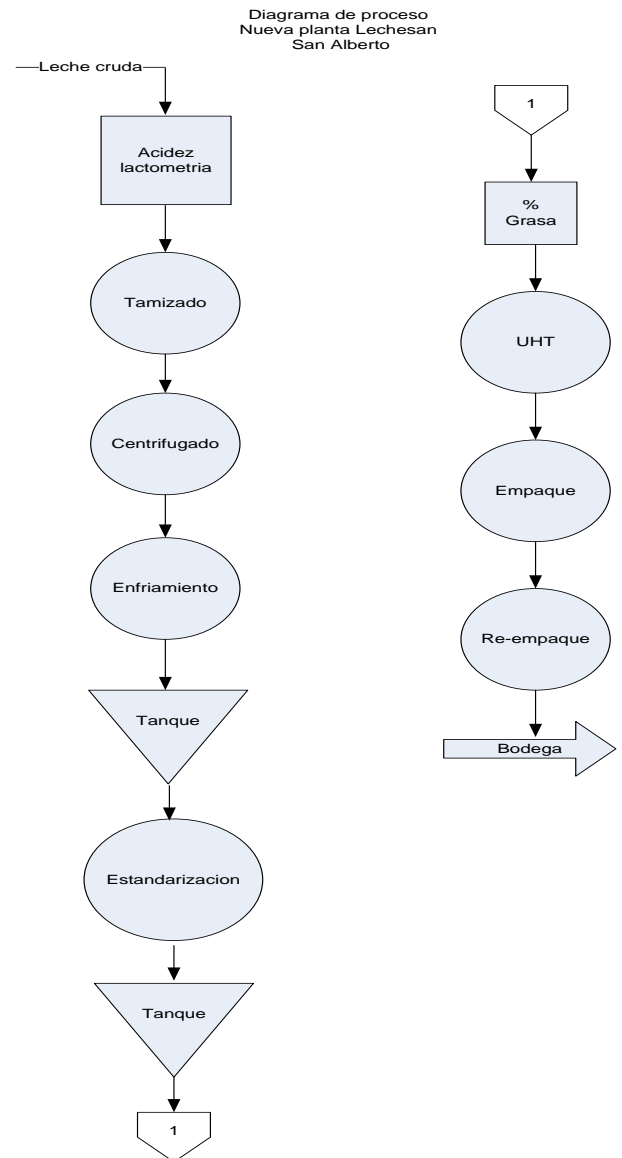 Diagrama de proceso
Nueva planta Lechesan
San Alberto
Leche cruda
Acidez
lactometria
Tamizado
Centrifugado
Enfriamiento
Tanque
Estandarizacion
Tanque
1
1
%
Grasa
UHT
Empaque
Re-empaque
Bodega